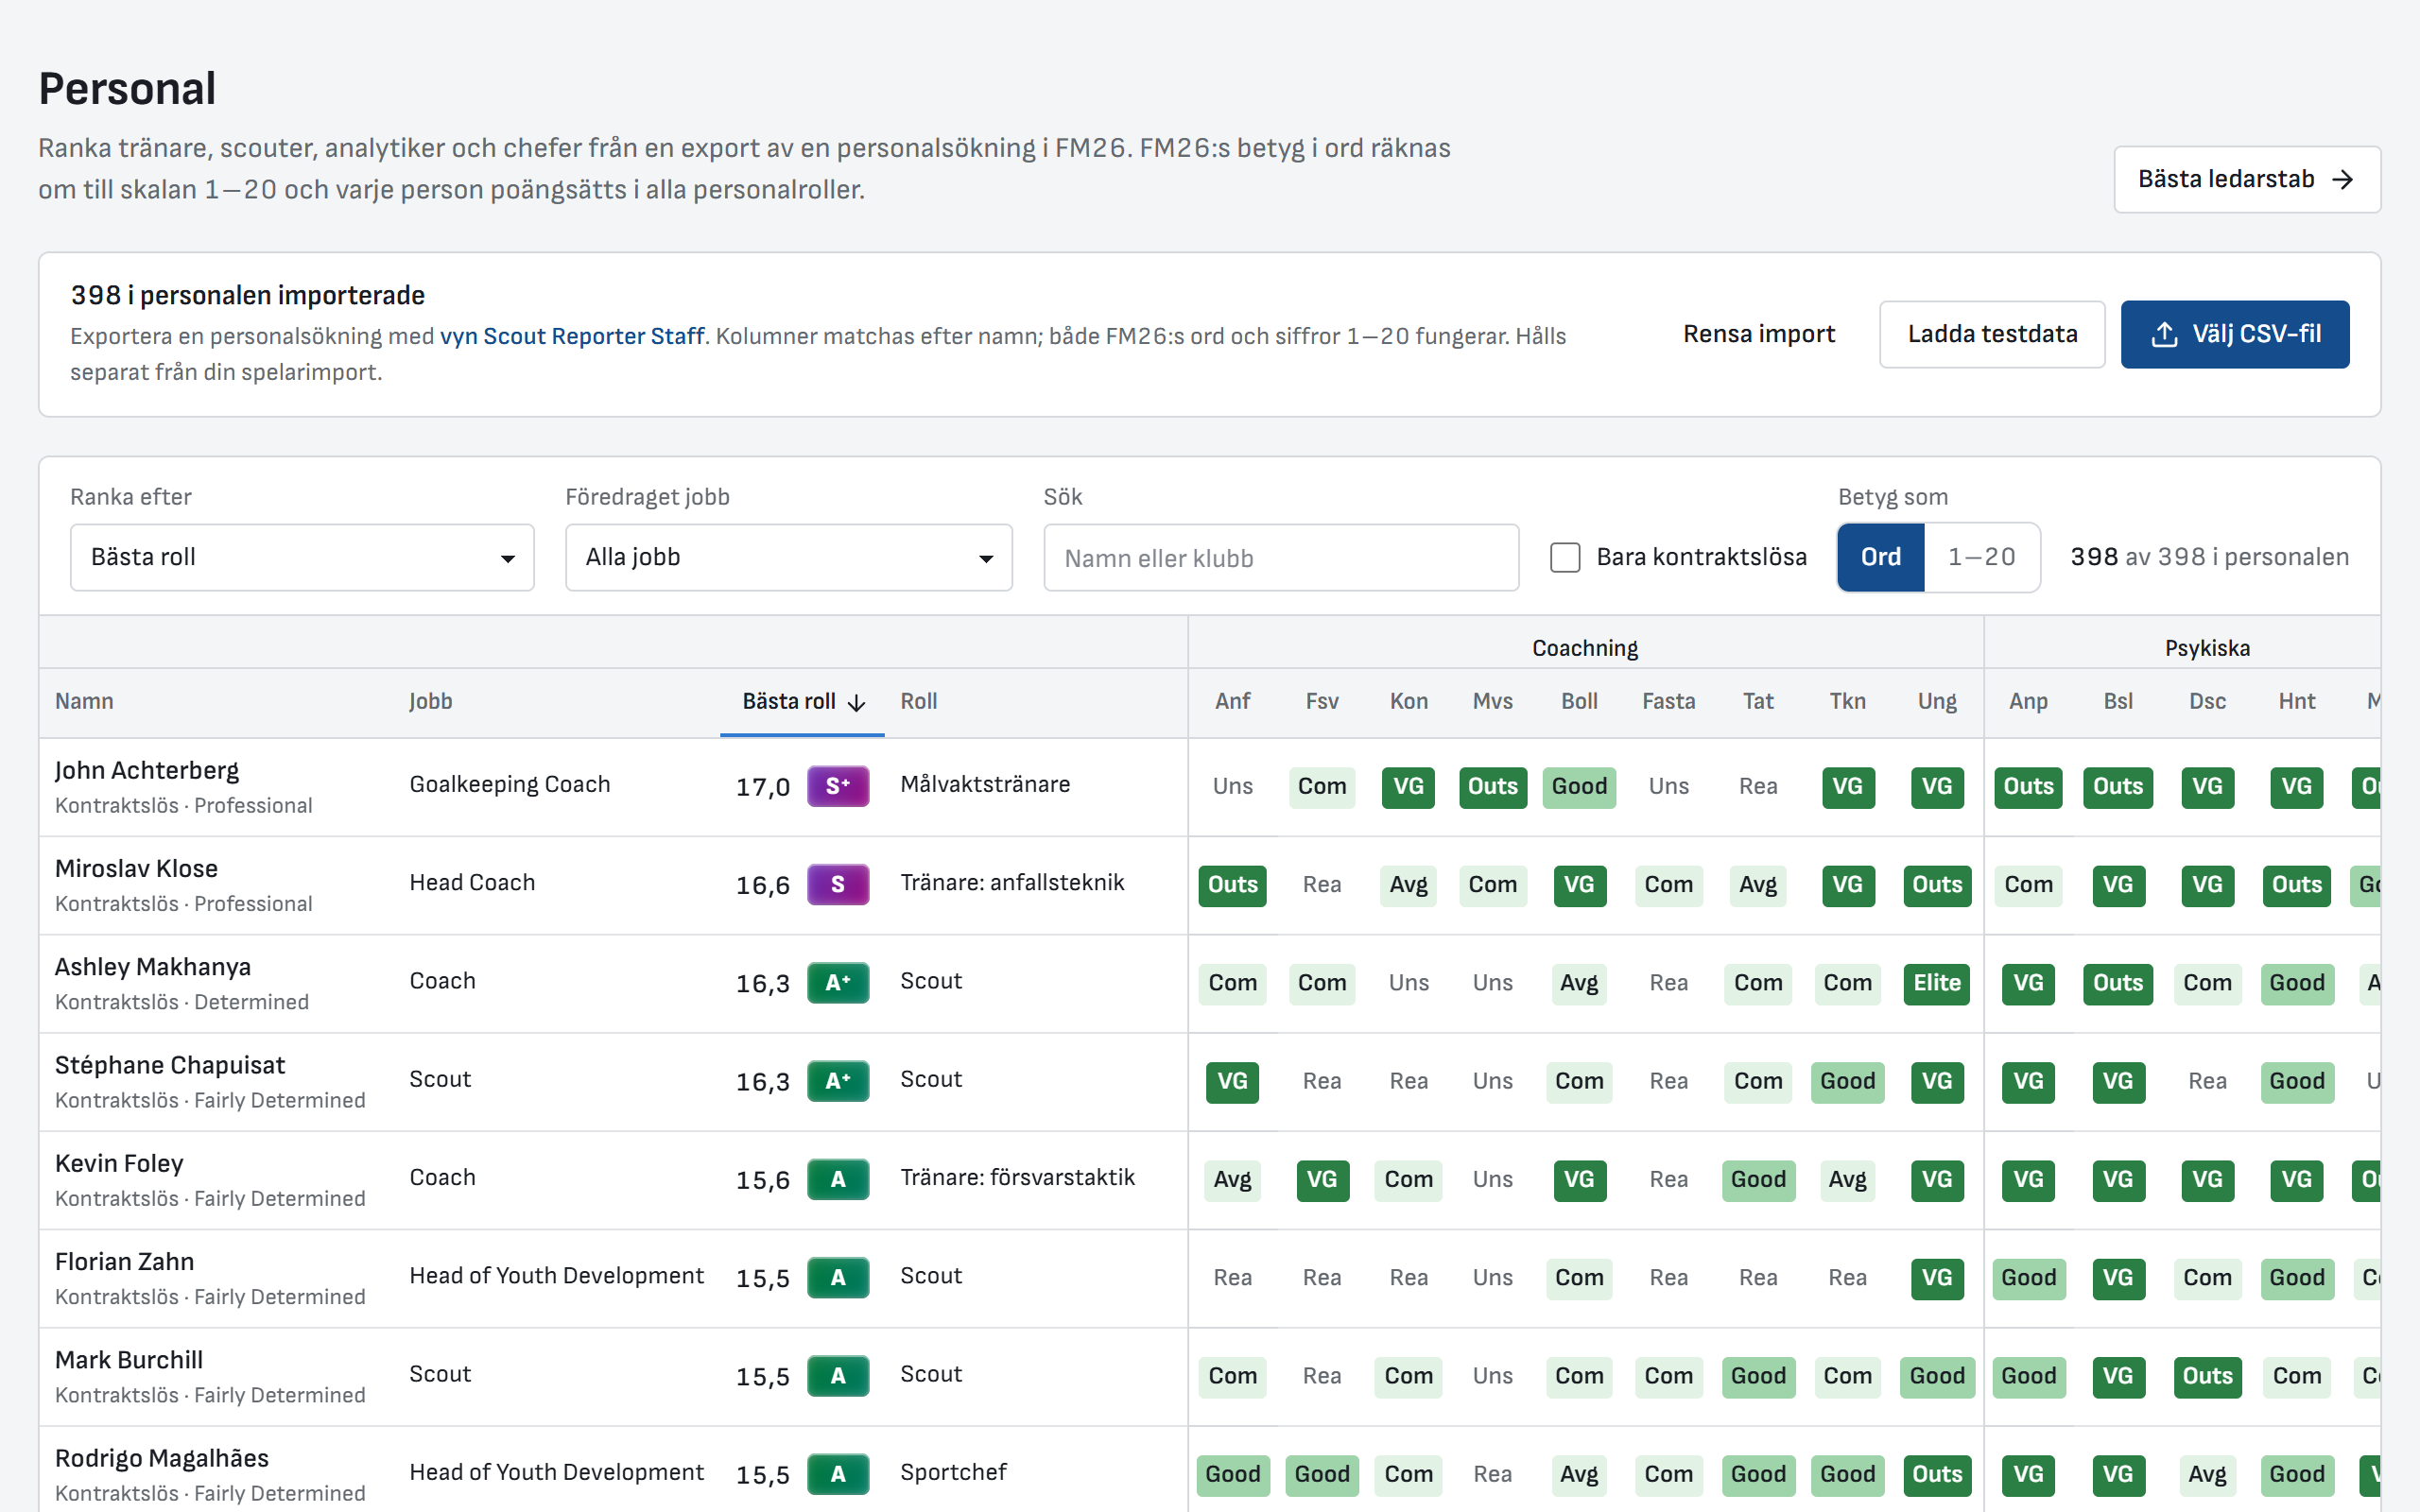 Personal
Ranka tränare, scouter, analytiker och chefer från en export av en personalsökning i FM26. FM26:s betyg i ord räknas
om till skalan 1–20 och varje person poängsätts i alla personalroller.
Bästa ledarstab →
398 i personalen importerade
Exportera en personalsökning med vyn Scout Reporter Staff. Kolumner matchas efter namn; både FM26:s ord och siffror 1–20 fungerar. Hålls
separat från din spelarimport.
Rensa import Ladda testdata Välj CSV-fil
Ranka efter Föredraget jobb Sök Betyg som
Bästa roll Alla jobb Namn eller klubb Bara kontraktslösa Ord 1–20 398 av 398 i personalen
Coachning Psykiska
Namn Jobb Bästa roll ↓ Roll Anf Fsv Kon Mvs Boll Fasta Tat Tkn Ung Anp Bsl Dsc Hnt
John Achterberg
Goalkeeping Coach 17,0 S+ Målvaktstränare Uns Com VG Outs Good Uns Rea VG VG Outs Outs VG VG
Kontraktslös · Professional
Miroslav Klose
Head Coach 16,6 S Tränare: anfallsteknik Outs Rea Avg Com VG Com Avg VG Outs Com VG VG Outs
Kontraktslös · Professional
Ashley Makhanya
Coach 16,3 A+ Scout Com Com Uns Uns Avg Rea Com Com Elite VG Outs Com Good
Kontraktslös · Determined
Stéphane Chapuisat
Scout 16,3 A+ Scout VG Rea Rea Uns Com Rea Com Good VG VG VG Rea Good
Kontraktslös · Fairly Determined
Kevin Foley
Coach 15,6 A Tränare: försvarstaktik Avg VG Com Uns VG Rea Good Avg VG VG VG VG VG
Kontraktslös · Fairly Determined
Florian Zahn
Head of Youth Development 15,5 A Scout Rea Rea Rea Uns Com Rea Rea Rea VG Good VG Com Good
Kontraktslös · Fairly Determined
Mark Burchill
Scout 15,5 A Scout Com Rea Com Uns Com Com Good Com Good Good VG Outs Com
Kontraktslös · Fairly Determined
Rodrigo Magalhães
Head of Youth Development 15,5 A Sportchef Good Good Com Rea Avg Com Good Good Outs VG VG Avg Good
Kontraktslös · Fairly Determined